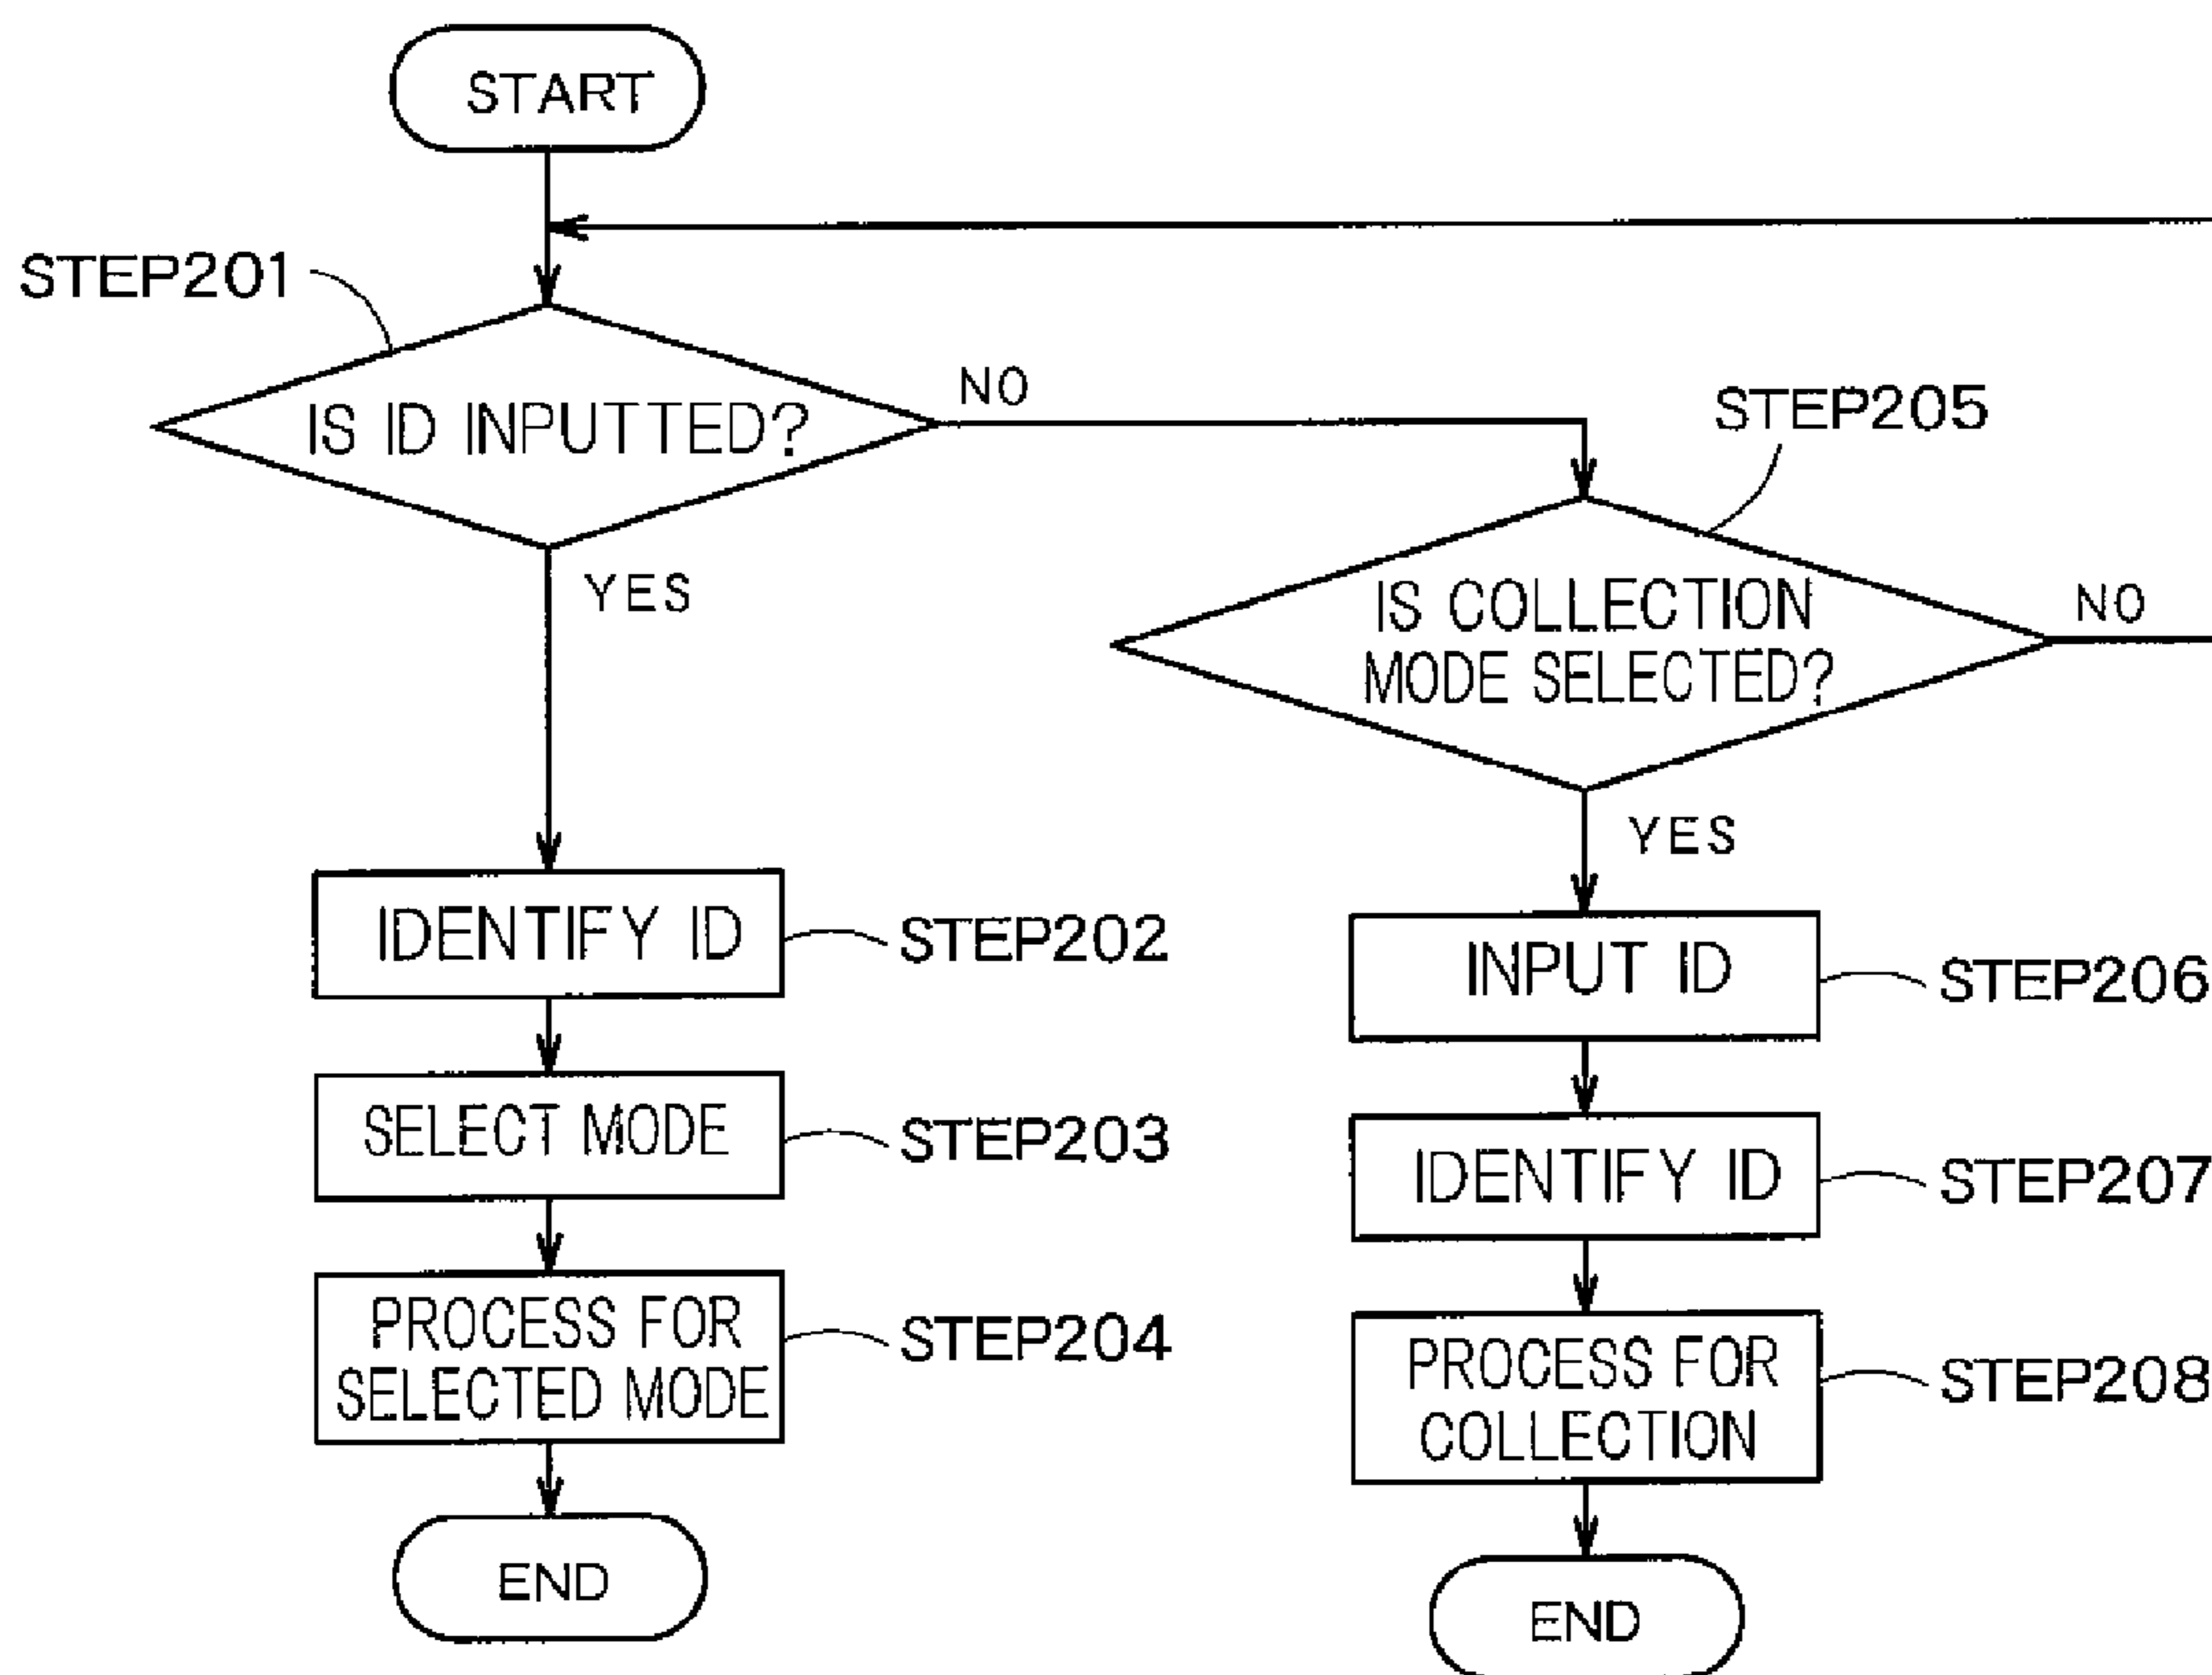 START
STEP201
IS ID INPUTTED?
NO
YES
STEP205
IS COLLECTION
MODE SELECTED?
NO
YES
IDENTIFY ID
STEP202
SELECT MODE
STEP203
PROCESS FOR
SELECTED MODE
STEP204
END
INPUT ID
STEP206
IDENTIFY ID
STEP207
PROCESS FOR
COLLECTION
STEP208
END